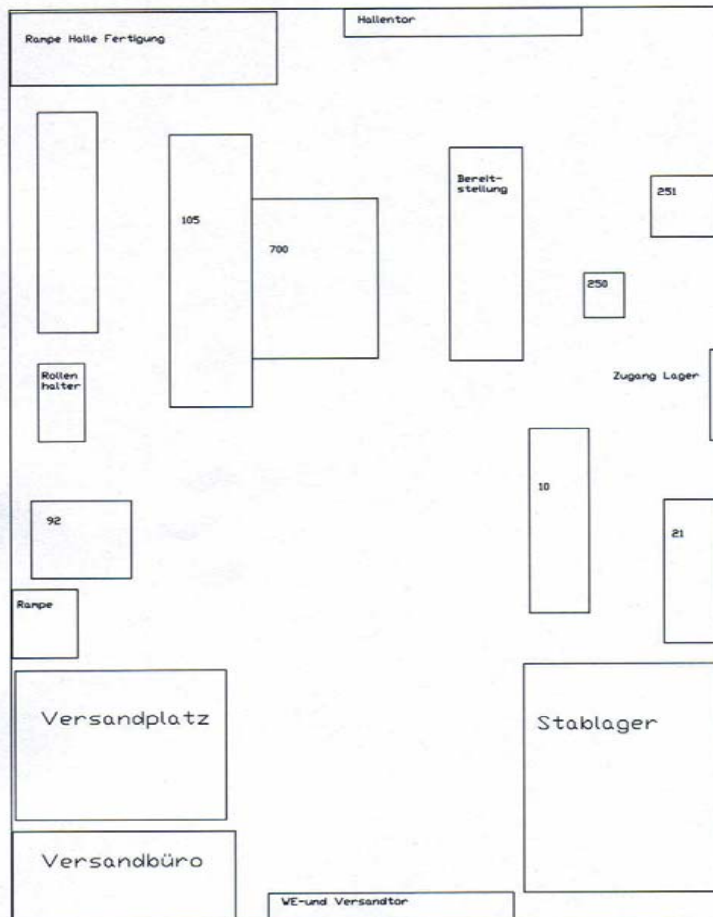 Rampe Halle Fertigung
Hallentor
105
700
Bereit-
stellung
251
250
Rollen
halter
Zugang Lager
10
92
21
Rampe
Versandplatz
Stablager
Versandbüro
WE-und Versandtor